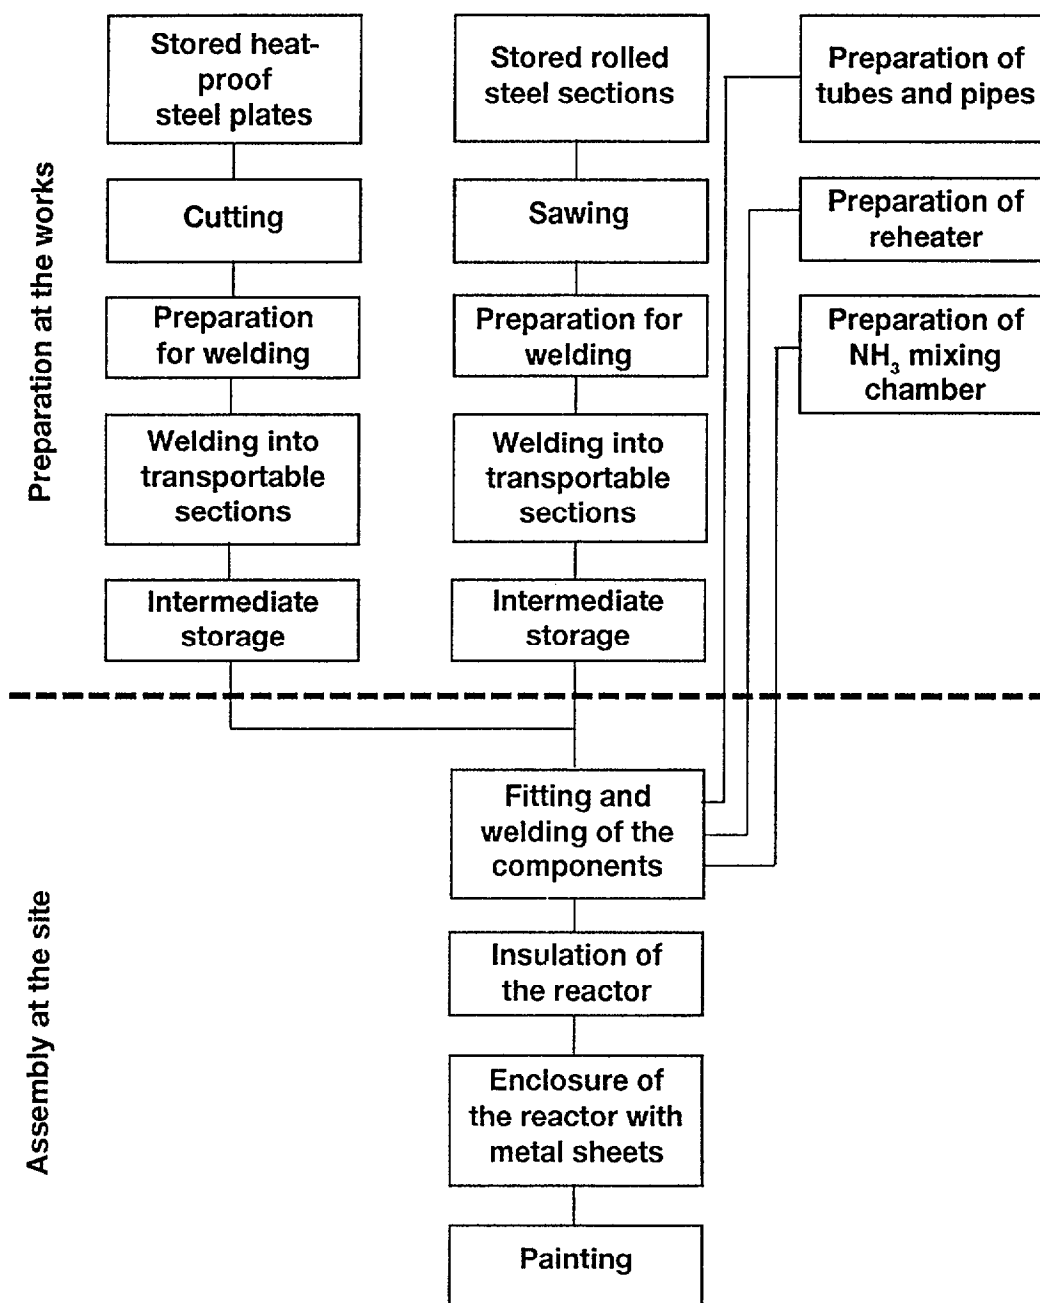 Preparation at the works
Stored heat-
proof
steel plates
Cutting
Preparation
for welding
Welding into
transportable
sections
Intermediate
storage
Stored rolled
steel sections
Sawing
Preparation for
welding
Welding into
transportable
sections
Intermediate
storage
Preparation of
tubes and pipes
Preparation of
reheater
Preparation of
NH₃ mixing
chamber
Assembly at the site
Fitting and
welding of the
components
Insulation of
the reactor
Enclosure of
the reactor with
metal sheets
Painting